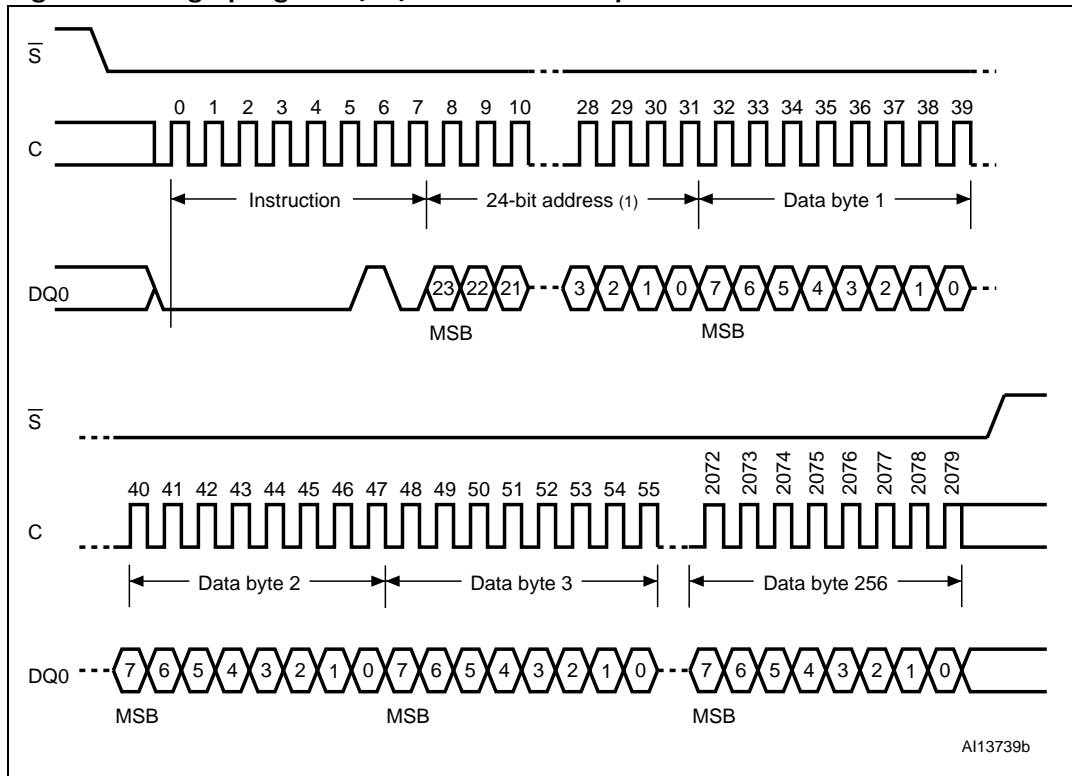 S
0 1 2 3 4 5 6 7 8 9 10 28 29 30 31 32 33 34 35 36 37 38 39
C
Instruction 24-bit address (1) Data byte 1
DQ0 23 22 21 3 2 1 0 7 6 5 4 3 2 1 0
MSB MSB
S
40 41 42 43 44 45 46 47 48 49 50 51 52 53 54 55 2072 2073 2074 2075 2076 2077 2078 2079
C
Data byte 2 Data byte 3 Data byte 256
DQ0 7 6 5 4 3 2 1 0 7 6 5 4 3 2 1 0 7 6 5 4 3 2 1 0
MSB MSB MSB
AI13739b